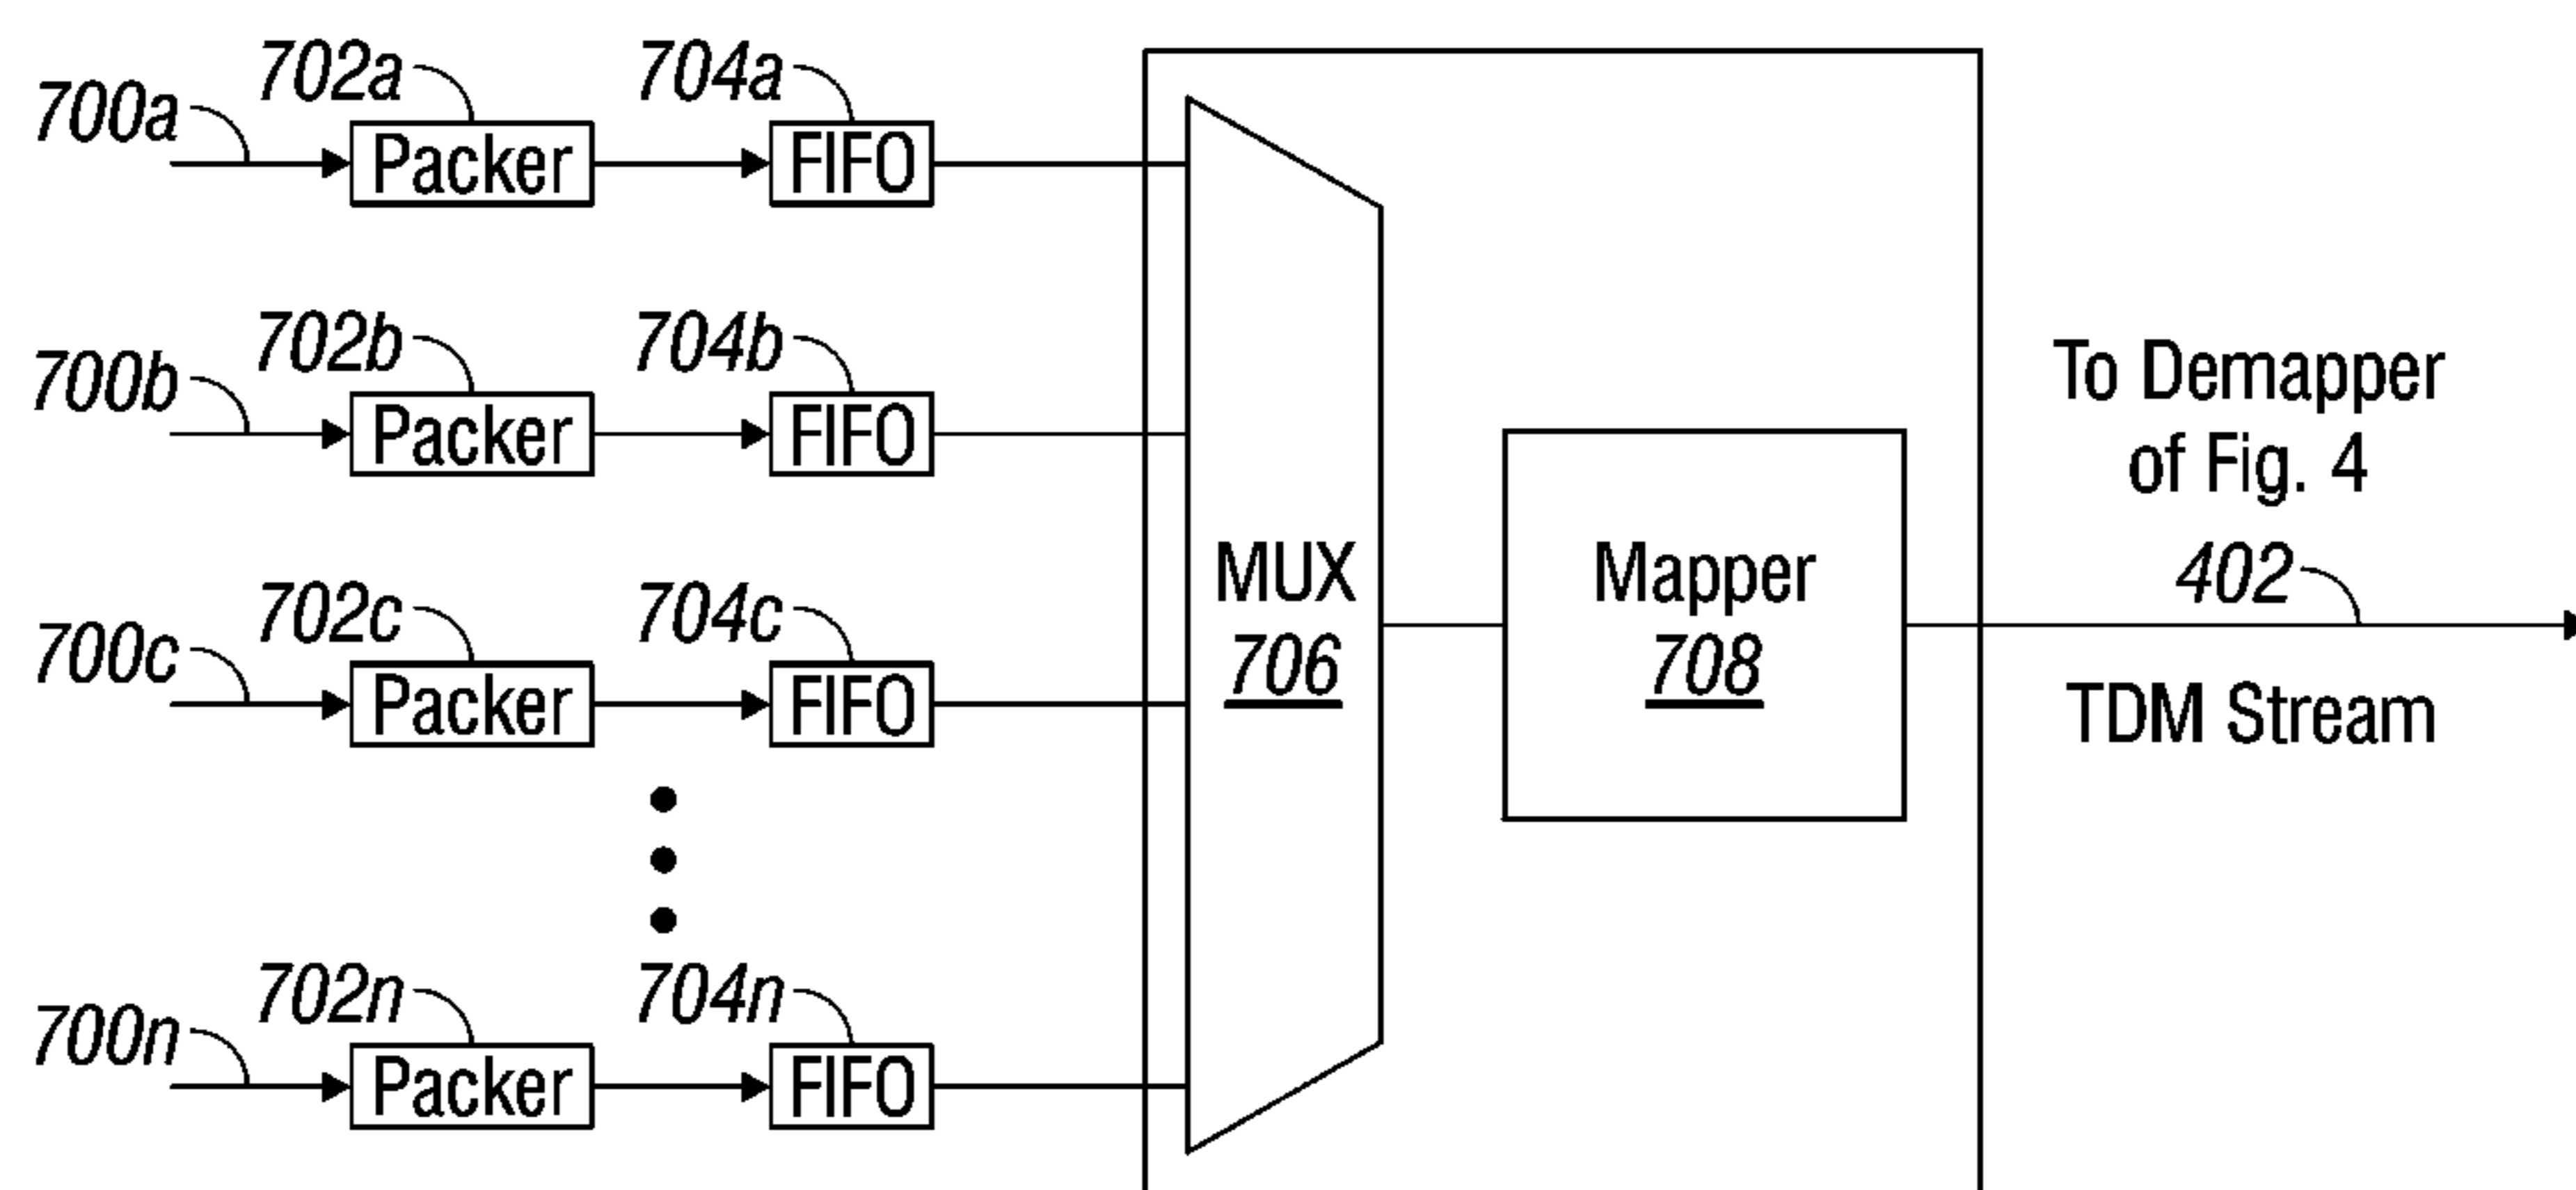 702a
704a
700a
Packer
FIFO
702b
704b
700b
Packer
FIFO
To Demapper
of Fig. 4
702c
704c
MUX
706
Mapper
708
402
700c
Packer
FIFO
TDM Stream
702n
704n
700n
Packer
FIFO